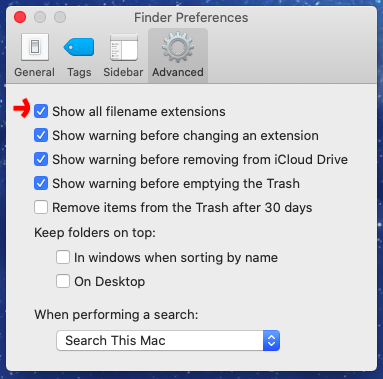 Finder Preferences
General Tags Sidebar Advanced
Show all filename extensions
Show warning before changing an extension
Show warning before removing from iCloud Drive
Show warning before emptying the Trash
Remove items from the Trash after 30 days
Keep folders on top:
In windows when sorting by name
On Desktop
When performing a search:
Search This Mac